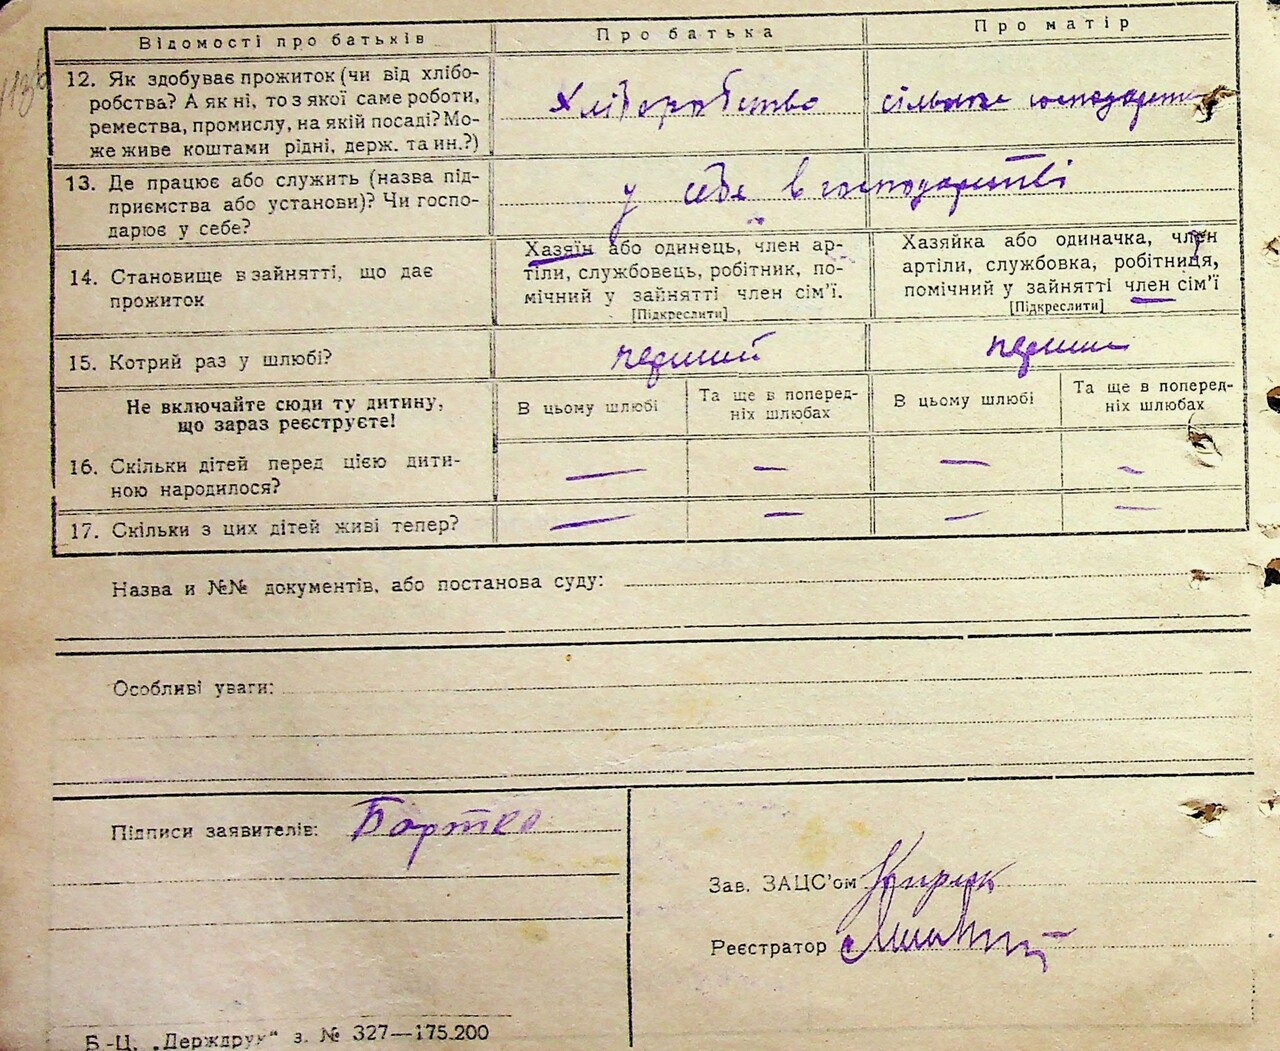 113
Відомості про батьків
Про батька
Про матір
12. Як здобуває прожиток (чи від хлібо-
робства? А як ні, то з якої саме роботи,
ремества, промислу, на якій посаді? Мо-
же живе коштами рідні, держ. та ин.?)
Хліборобство
сільське господарство
13. Де працює або служить (назва під-
приємства або установи)? Чи госпо-
дарює у себе?
у себе в господарстві
14. Становище в зайнятті, що дає
прожиток
Хазяїн або одинець, член ар-
тіли, службовець, робітник, по-
мічний у зайнятті член сім'ї.
[Підкреслити]
Хазяйка або одиначка, член
артіли, службовка, робітниця,
помічний у зайнятті член сім'ї
[Підкреслити]
15. Котрий раз у шлюбі?
перший
Не включайте сюди ту дитину,
що зараз реєструєте!
В цьому шлюбі
Та ще в поперед-
ніх шлюбах
В цьому шлюбі
Та ще в поперед-
ніх шлюбах
16. Скільки дітей перед цією дити-
ною народилося?
— — — —
17. Скільки з цих дітей живі тепер?
— — — —
Назва и №№ документів, або постанова суду:
Особливі уваги:
Підписи заявителів:
Зав. ЗАЦС'ом
Реєстратор
Б-Ц. „Держдрук" з. № 327—175.200